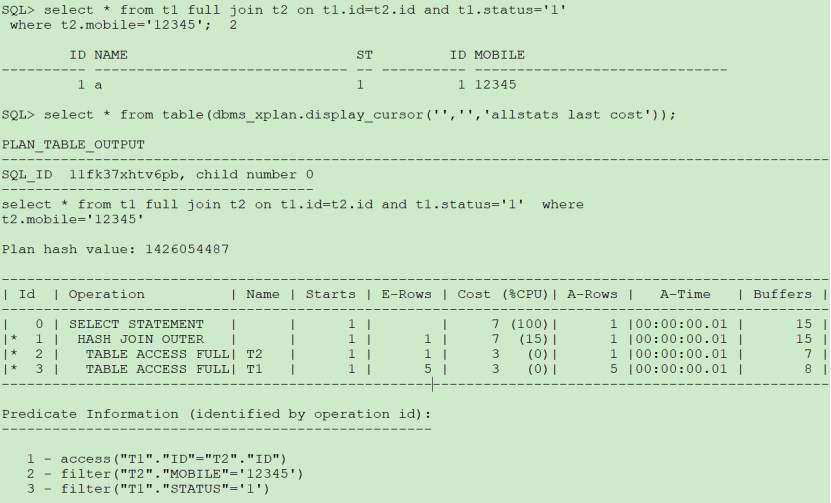 SQL> select * from t1 full join t2 on t1.id=t2.id and t1.status='1'
 where t2.mobile='12345';  2
        ID NAME                           ST         ID MOBILE
---------- ------------------------------ -- ---------- ------------------------------
         1 a                              1           1 12345
SQL> select * from table(dbms_xplan.display_cursor('','','allstats last cost'));
PLAN_TABLE_OUTPUT
----------------------------------------------------------------------------------------------------
SQL_ID  11fk37xhtv6pb, child number 0
-------------------------------------
select * from t1 full join t2 on t1.id=t2.id and t1.status='1'  where
t2.mobile='12345'
Plan hash value: 1426054487
----------------------------------------------------------------------------------------------------
| Id  | Operation          | Name | Starts | E-Rows | Cost (%CPU)| A-Rows |   A-Time   | Buffers |
----------------------------------------------------------------------------------------------------
|   0 | SELECT STATEMENT   |      |      1 |        |     7 (100)|      1 |00:00:00.01 |      15 |
|*  1 |  HASH JOIN OUTER   |      |      1 |      1 |     7  (15)|      1 |00:00:00.01 |      15 |
|*  2 |   TABLE ACCESS FULL| T2   |      1 |      1 |     3   (0)|      1 |00:00:00.01 |       7 |
|*  3 |   TABLE ACCESS FULL| T1   |      1 |      5 |     3   (0)|      5 |00:00:00.01 |       8 |
----------------------------------------------------------------------------------------------------
Predicate Information (identified by operation id):
---------------------------------------------------
   1 - access("T1"."ID"="T2"."ID")
   2 - filter("T2"."MOBILE"='12345')
   3 - filter("T1"."STATUS"='1')